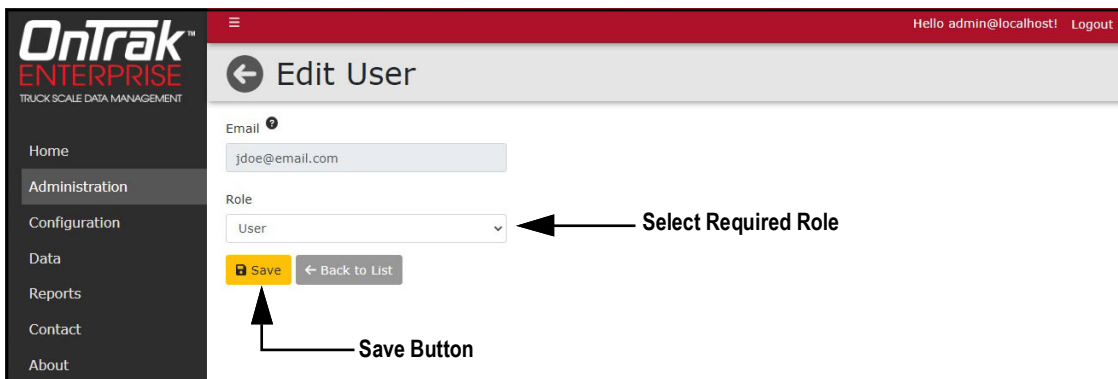 OnTrak™
ENTERPRISE
TRUCK SCALE DATA MANAGEMENT
Home
Administration
Configuration
Data
Reports
Contact
About
Hello admin@localhost! Logout
Edit User
Email
jdoe@email.com
Role
User
Select Required Role
Save
Back to List
Save Button